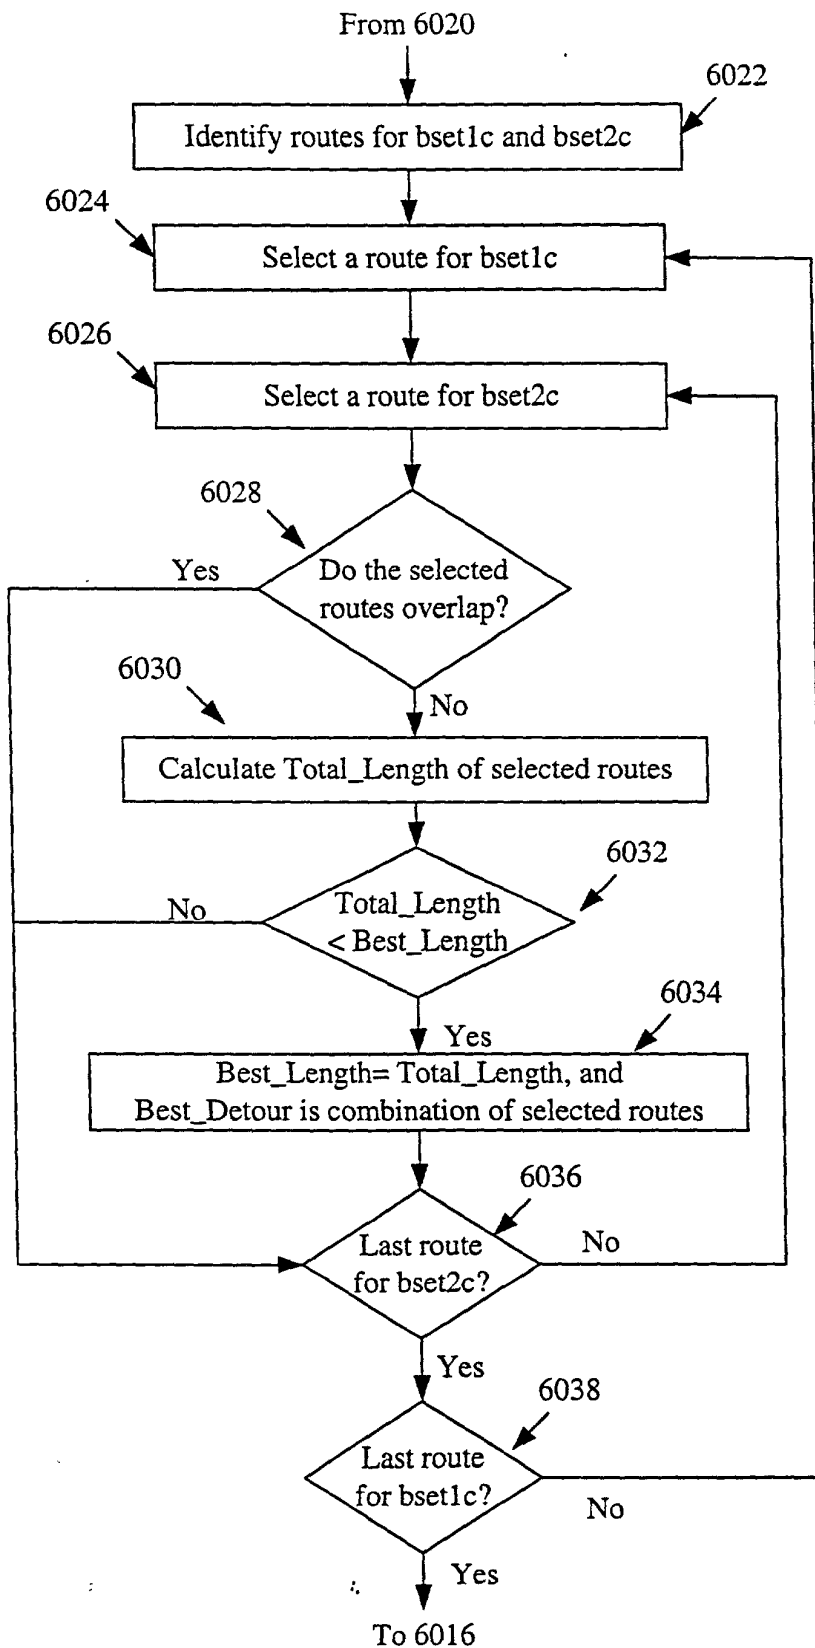 From 6020
6022
Identify routes for bset1c and bset2c
6024
Select a route for bset1c
6026
Select a route for bset2c
6028
Yes
Do the selected
routes overlap?
6030
No
Calculate Total_Length of selected routes
6032
No
Total_Length
< Best_Length
6034
Yes
Best_Length= Total_Length, and
Best_Detour is combination of selected routes
6036
Last route
for bset2c?
No
Yes
6038
Last route
for bset1c?
No
Yes
To 6016